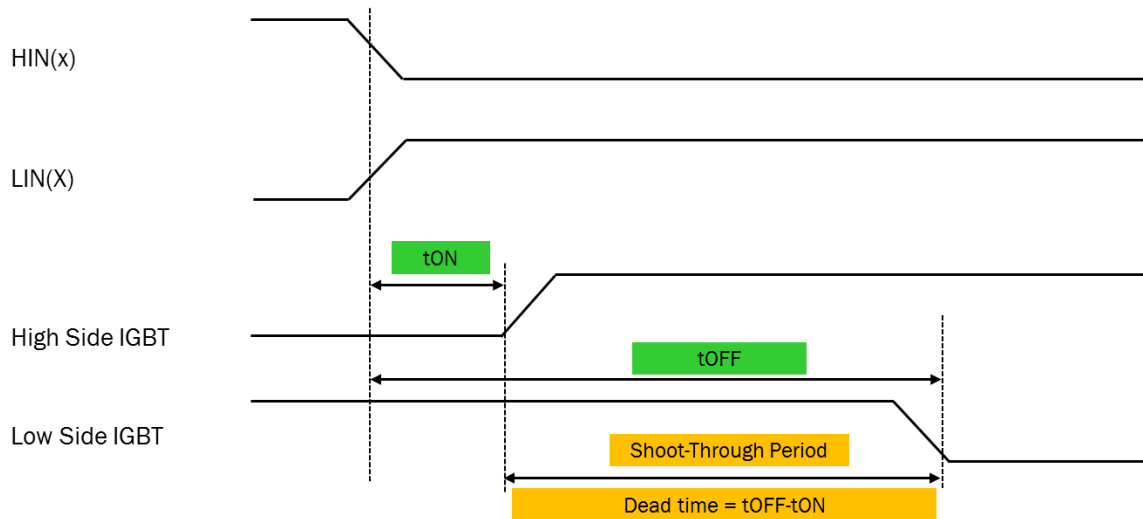 HIN(x)
LIN(X)
tON
High Side IGBT
tOFF
Low Side IGBT
Shoot-Through Period
Dead time = tOFF-tON